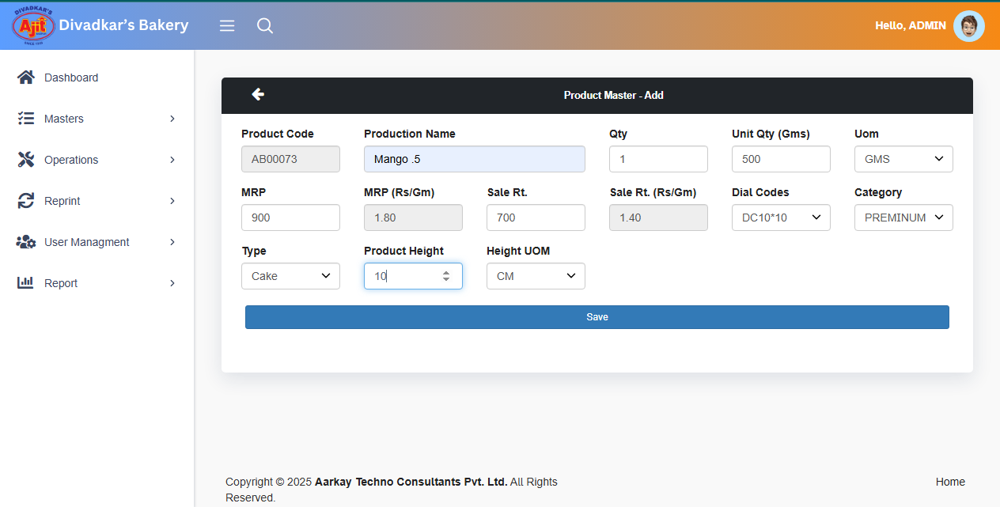 DIVADKAR'S
Ajit
SINCE
Divadkar's Bakery
Hello, ADMIN
Dashboard
Masters
Operations
Reprint
User Managment
Report
Product Master - Add
Product Code Production Name Qty Unit Qty (Gms) Uom
AB00073 Mango .5 1 500 GMS
MRP MRP (Rs/Gm) Sale Rt. Sale Rt. (Rs/Gm) Dial Codes Category
900 1.80 700 1.40 DC10*10 PREMINUM
Type Product Height Height UOM
Cake 10 CM
Save
Copyright © 2025 Aarkay Techno Consultants Pvt. Ltd. All Rights
Reserved.
Home